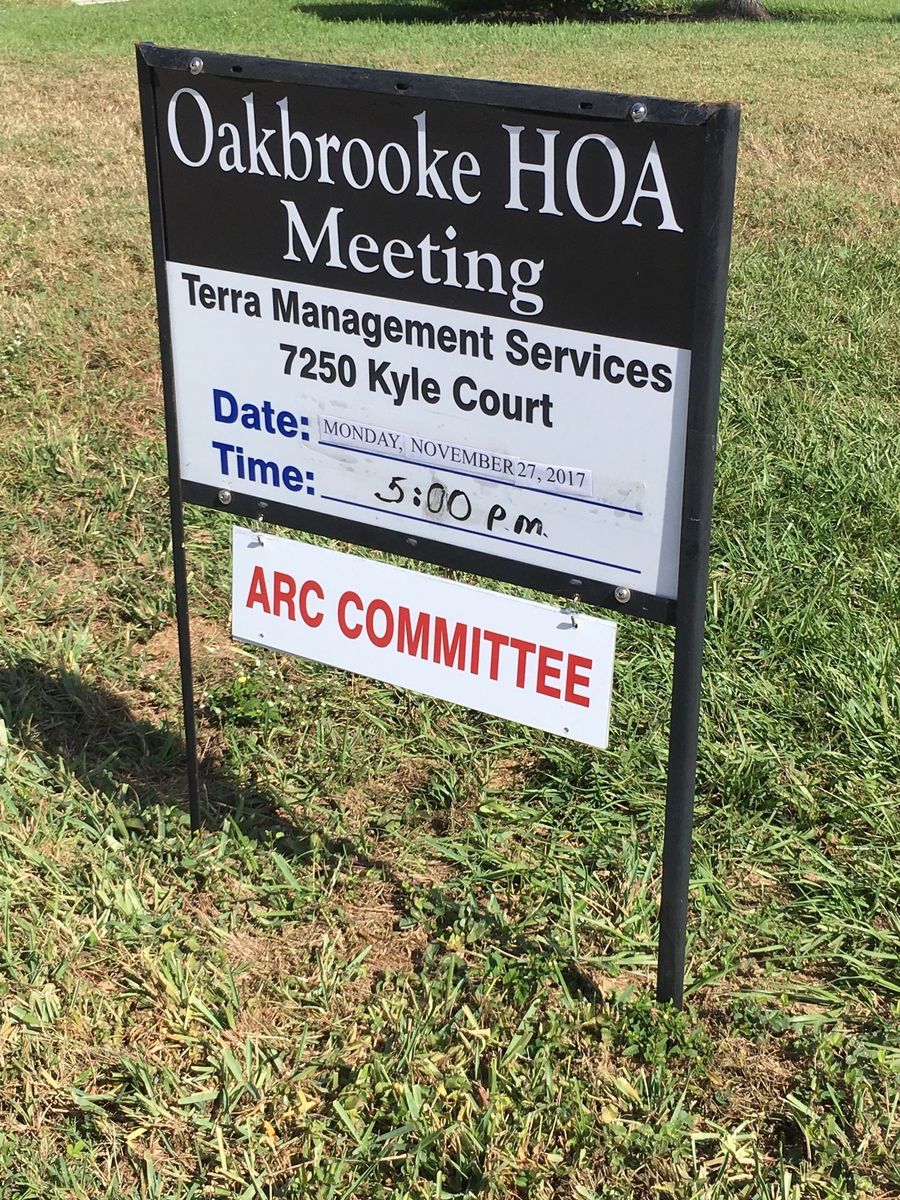 Oakbrooke HOA
Meeting
Terra Management Services
7250 Kyle Court
Date: MONDAY, NOVEMBER 27, 2017
Time: 5:00 p.m.
ARC COMMITTEE